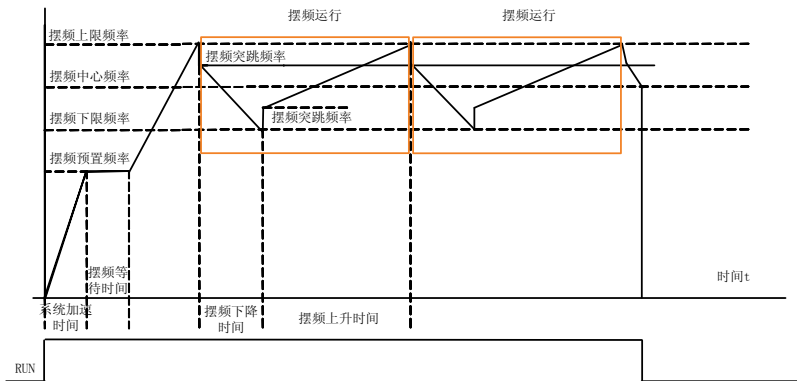 摆频运行
摆频运行
摆频上限频率
摆频突跳频率
摆频中心频率
摆频下限频率
摆频突跳频率
摆频预置频率
摆频等
待时间
时间t
系统加速
时间
摆频下降
时间
摆频上升时间
RUN